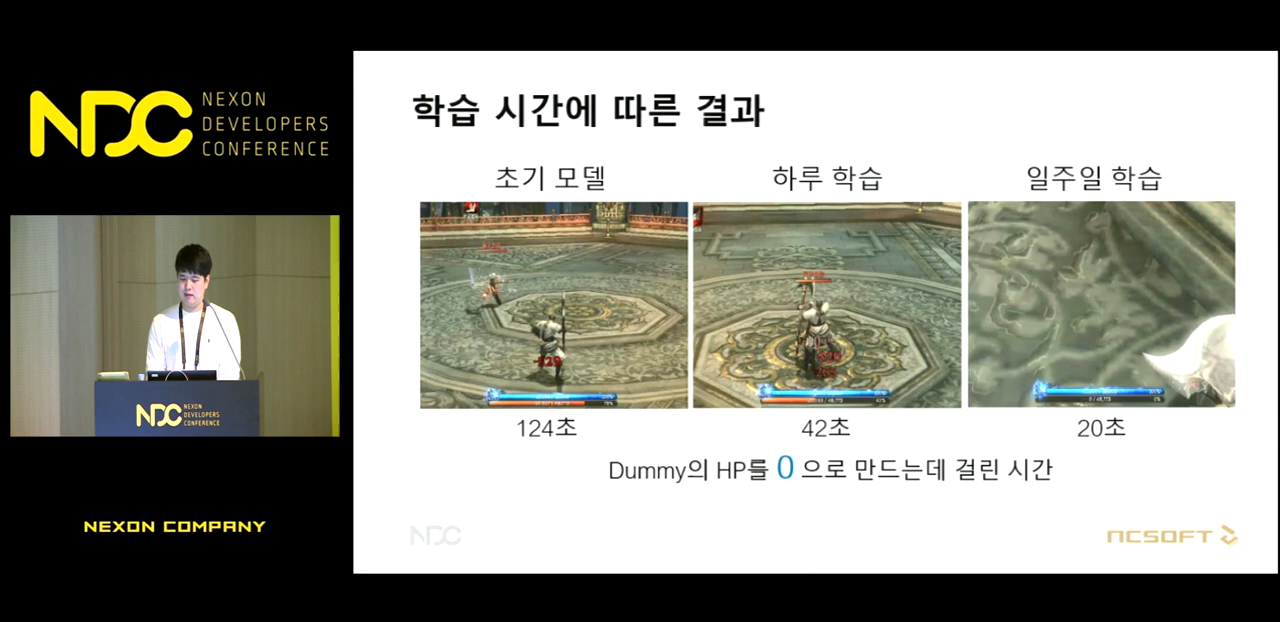 NDC
NEXON
DEVELOPERS
CONFERENCE
NDC
NEXON
DEVELOPERS
CONFERENCE
NEXON COMPANY
학습 시간에 따른 결과
초기 모델
하루 학습
일주일 학습
124초
42초
20초
Dummy의 HP를 0 으로 만드는데 걸린 시간
NDC
NCSOFT